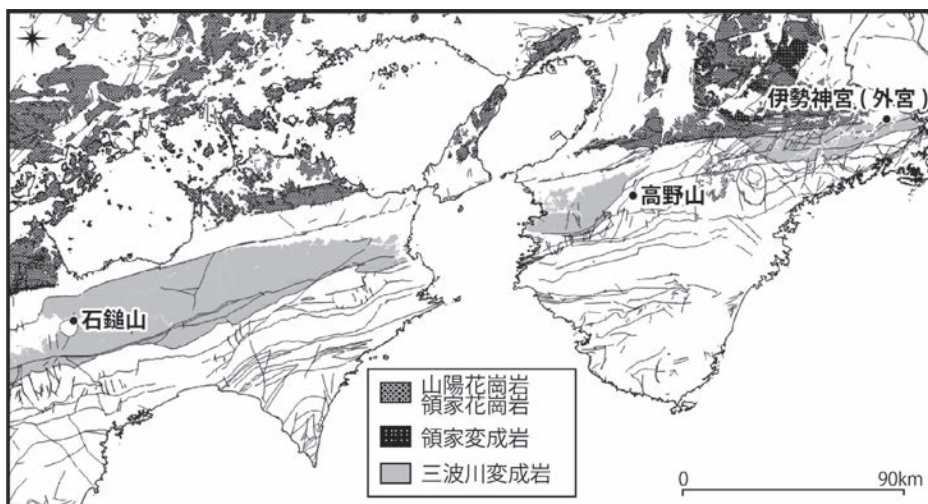 伊勢神宮 ( 外宮 )
高野山
石鎚山
山陽花崗岩
領家花崗岩
領家変成岩
三波川変成岩
0 90km